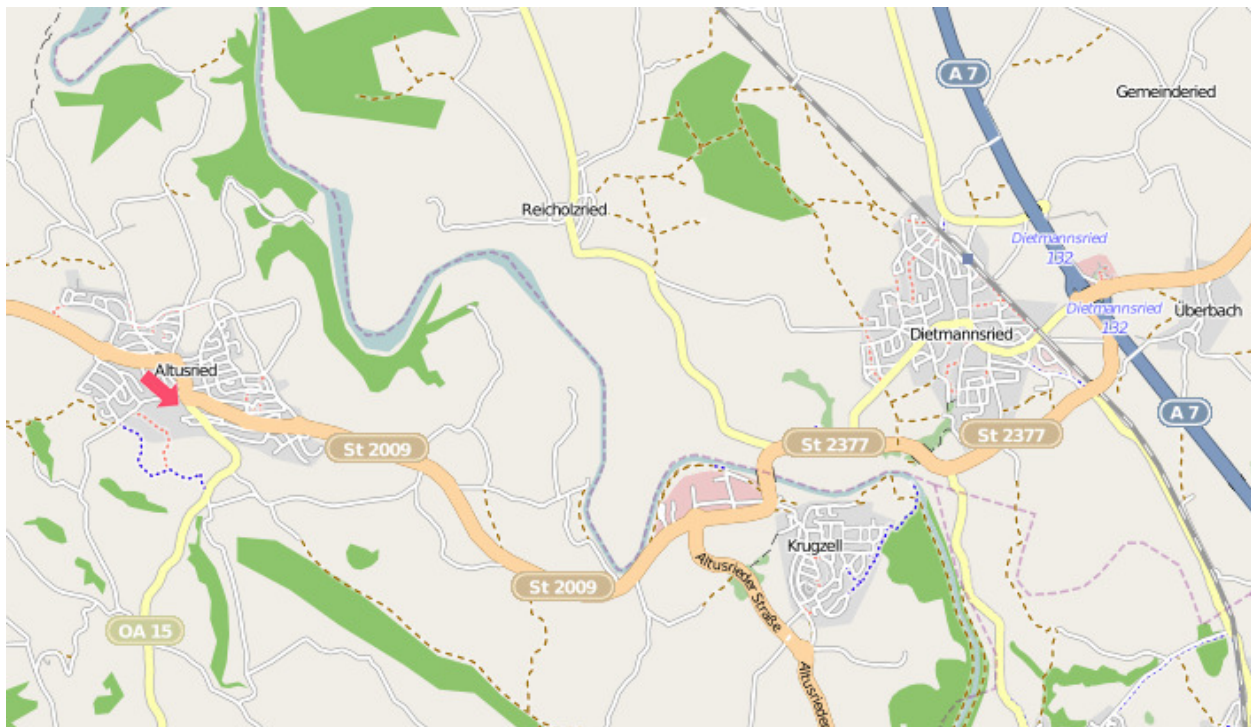 A 7
Gemeinderied
Reicholzried
Dietmannsried
132
Dietmannsried
132
Überbach
Dietmannsried
Altusried
A 7
St 2009
St 2377
St 2377
Krugzell
St 2009
Altusrieder Straße
OA 15
Altusrieder